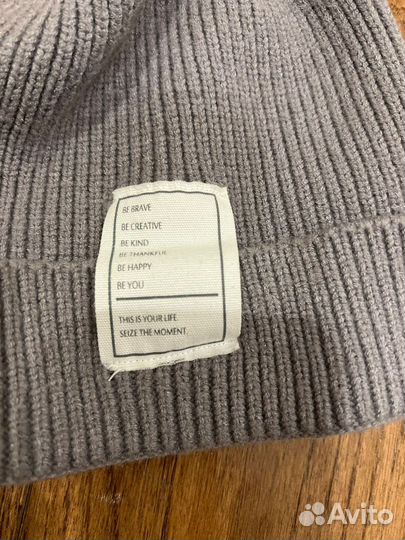 BE BRAVE
BE CREATIVE
BE KIND
BE THANKFUL
BE HAPPY
BE YOU
THIS IS YOUR LIFE.
SEIZE THE MOMENT.
Avito